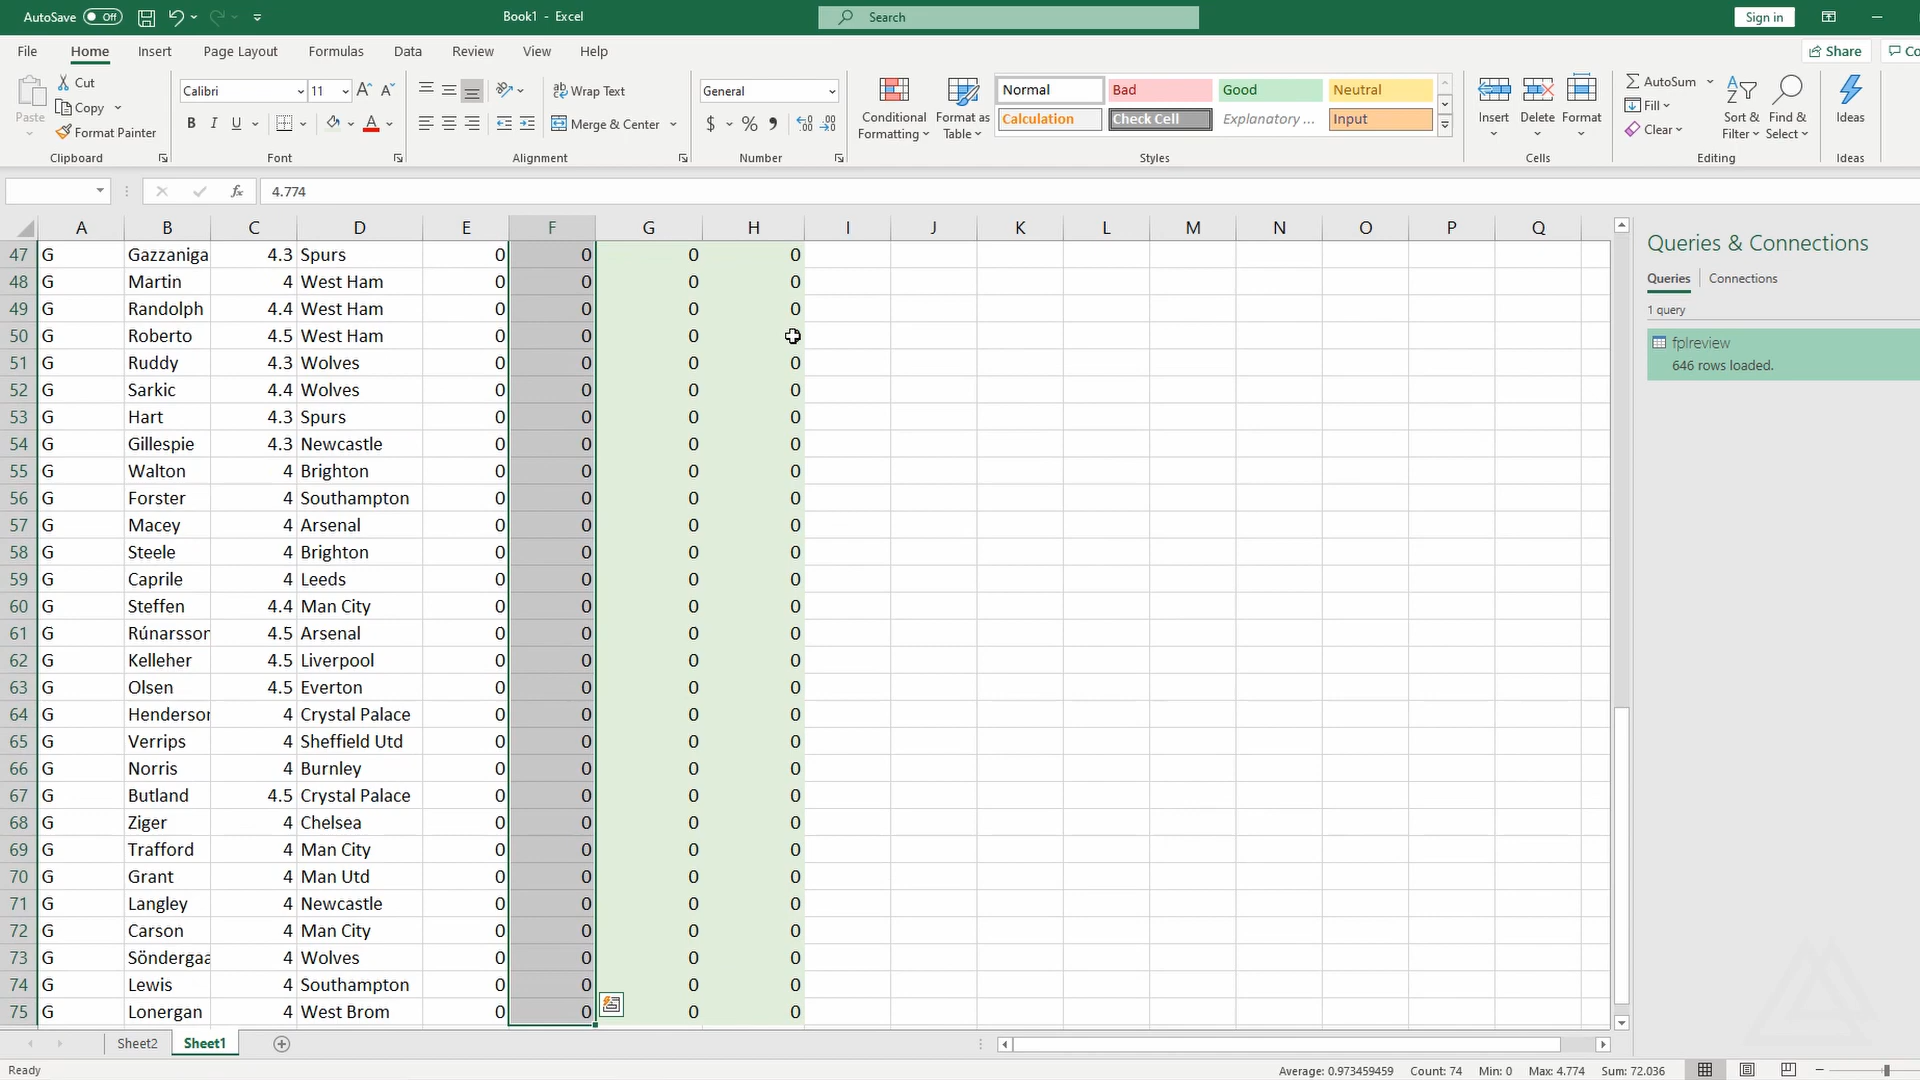 AutoSave Off Book1 - Excel Search Sign in
File Home Insert Page Layout Formulas Data Review View Help Share Co
Paste Cut Copy Format Painter Clipboard
Calibri 11 A A B I U A Font
ab Wrap Text Merge & Center Alignment
General $ % , Number
Conditional Formatting Format as Table Normal Bad Good Neutral Calculation Check Cell Explanatory ... Input Styles
Insert Delete Format Cells
AutoSum Fill Clear Sort & Filter Find & Select Editing
Ideas Ideas
fx 4.774
A B C D E F G H I J K L M N O P Q
47 G Gazzaniga 4.3 Spurs 0 0 0 0
48 G Martin 4 West Ham 0 0 0 0
49 G Randolph 4.4 West Ham 0 0 0 0
50 G Roberto 4.5 West Ham 0 0 0 0
51 G Ruddy 4.3 Wolves 0 0 0 0
52 G Sarkic 4.4 Wolves 0 0 0 0
53 G Hart 4.3 Spurs 0 0 0 0
54 G Gillespie 4.3 Newcastle 0 0 0 0
55 G Walton 4 Brighton 0 0 0 0
56 G Forster 4 Southampton 0 0 0 0
57 G Macey 4 Arsenal 0 0 0 0
58 G Steele 4 Brighton 0 0 0 0
59 G Caprile 4 Leeds 0 0 0 0
60 G Steffen 4.4 Man City 0 0 0 0
61 G Rúnarsson 4.5 Arsenal 0 0 0 0
62 G Kelleher 4.5 Liverpool 0 0 0 0
63 G Olsen 4.5 Everton 0 0 0 0
64 G Henderson 4 Crystal Palace 0 0 0 0
65 G Verrips 4 Sheffield Utd 0 0 0 0
66 G Norris 4 Burnley 0 0 0 0
67 G Butland 4.5 Crystal Palace 0 0 0 0
68 G Ziger 4 Chelsea 0 0 0 0
69 G Trafford 4 Man City 0 0 0 0
70 G Grant 4 Man Utd 0 0 0 0
71 G Langley 4 Newcastle 0 0 0 0
72 G Carson 4 Man City 0 0 0 0
73 G Söndergaa 4 Wolves 0 0 0 0
74 G Lewis 4 Southampton 0 0 0 0
75 G Lonergan 4 West Brom 0 0 0 0
Queries & Connections
Queries Connections
1 query
fplreview
646 rows loaded.
Sheet2 Sheet1
Ready Average: 0.973459459 Count: 74 Min: 0 Max: 4.774 Sum: 72.036